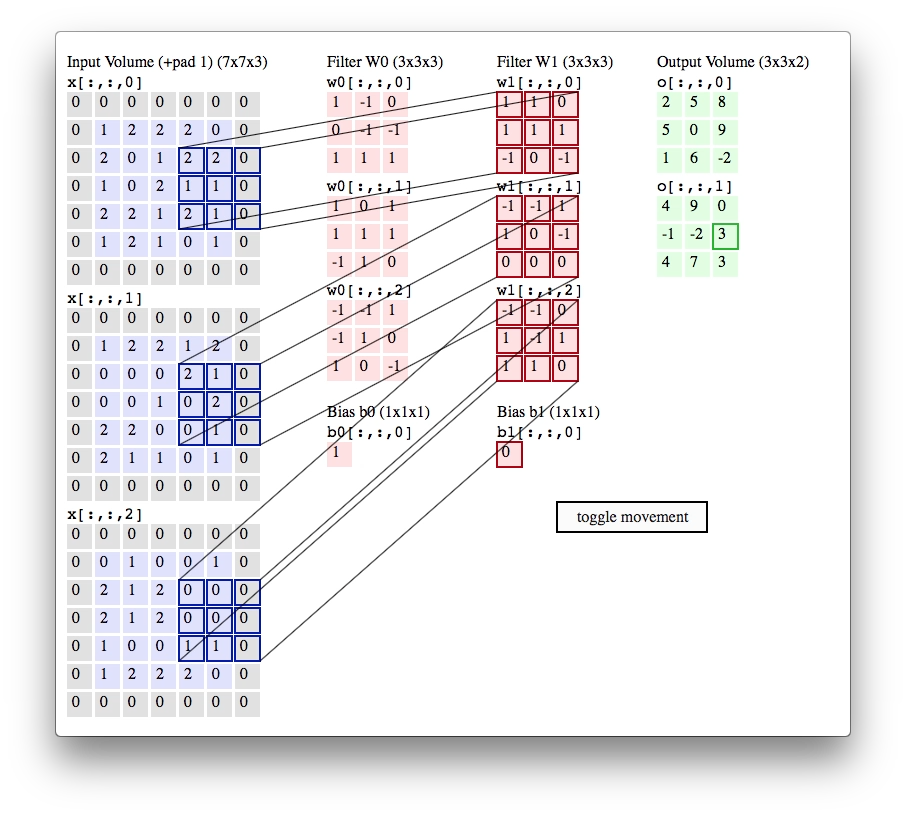 Input Volume (+pad 1) (7x7x3)
x[:,:,0]
0 0 0 0 0 0 0
0 1 2 2 2 0 0
0 2 0 1 2 2 0
0 1 0 2 1 1 0
0 2 2 1 2 1 0
0 1 2 1 0 1 0
0 0 0 0 0 0 0
x[:,:,1]
0 0 0 0 0 0 0
0 1 2 2 1 2 0
0 0 0 0 2 1 0
0 0 0 1 0 2 0
0 2 2 0 0 1 0
0 2 1 1 0 1 0
0 0 0 0 0 0 0
x[:,:,2]
0 0 0 0 0 0 0
0 0 1 0 0 1 0
0 2 1 2 0 0 0
0 2 1 2 0 0 0
0 1 0 0 1 1 0
0 1 2 2 2 0 0
0 0 0 0 0 0 0
Filter W0 (3x3x3)
w0[:,:,0]
1 -1 0
0 -1 -1
1 1 1
w0[:,:,1]
1 0 1
1 1 1
-1 1 0
w0[:,:,2]
-1 -1 1
-1 1 0
1 0 -1
Bias b0 (1x1x1)
b0[:,:,0]
1
Filter W1 (3x3x3)
w1[:,:,0]
1 1 0
1 1 1
-1 0 -1
w1[:,:,1]
-1 -1 1
1 0 -1
0 0 0
w1[:,:,2]
-1 -1 0
1 -1 1
1 1 0
Bias b1 (1x1x1)
b1[:,:,0]
0
Output Volume (3x3x2)
o[:,:,0]
2 5 8
5 0 9
1 6 -2
o[:,:,1]
4 9 0
-1 -2 3
4 7 3
toggle movement